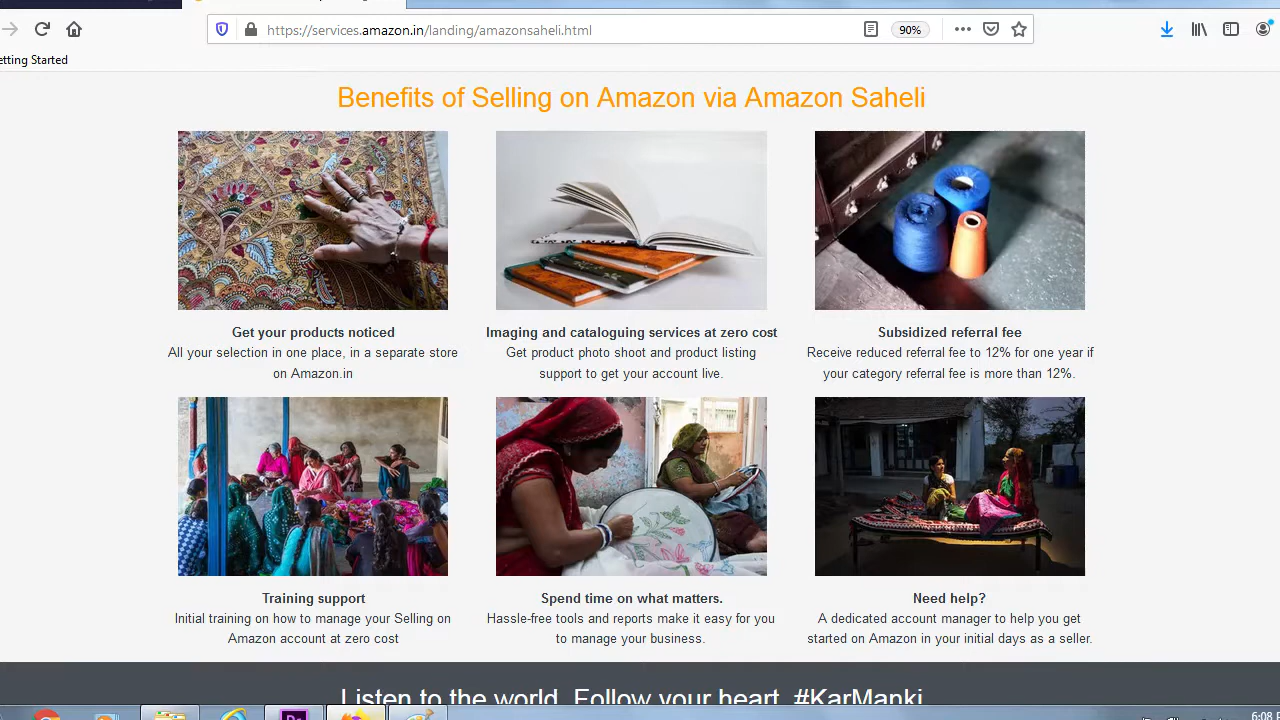 https://services.amazon.in/landing/amazonsaheli.html
90%
etting Started
Benefits of Selling on Amazon via Amazon Saheli
Get your products noticed
All your selection in one place, in a separate store
on Amazon.in
Imaging and cataloguing services at zero cost
Get product photo shoot and product listing
support to get your account live.
Subsidized referral fee
Receive reduced referral fee to 12% for one year if
your category referral fee is more than 12%.
Training support
Initial training on how to manage your Selling on
Amazon account at zero cost
Spend time on what matters.
Hassle-free tools and reports make it easy for you
to manage your business.
Need help?
A dedicated account manager to help you get
started on Amazon in your initial days as a seller.
Listen to the world. Follow your heart. #KarManki
6:08 P